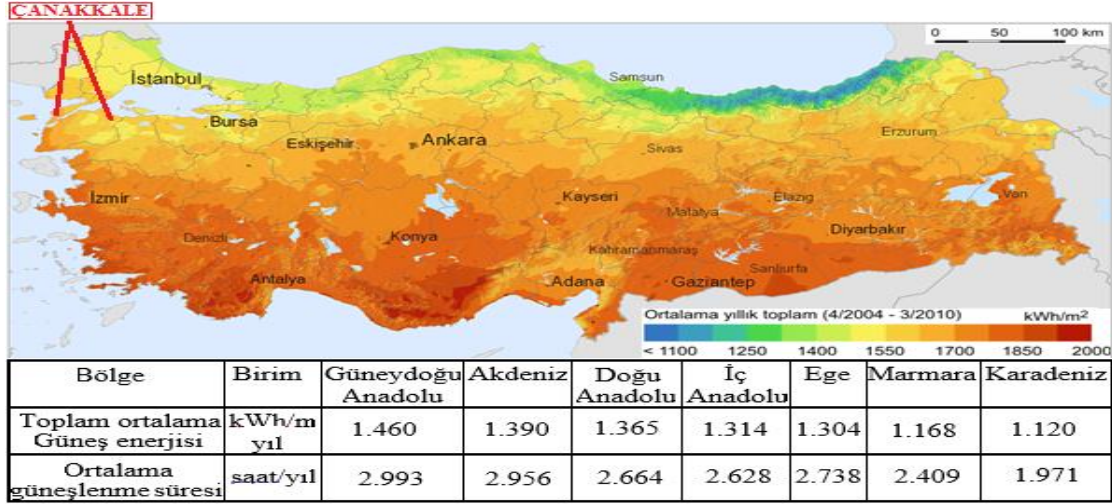 ÇANAKKALE
0 50 100 km
İstanbul
Samsun
Bursa
Eskişehir
Ankara
Erzurum
Sivas
İzmir
Kayseri
Elazığ
Van
Malatya
Denizli
Konya
Diyarbakır
Kahramanmaraş
Antalya
Adana
Gaziantep
Şanlıurfa
Ortalama yıllık toplam (4/2004 - 3/2010) kWh/m²
< 1100 1250 1400 1550 1700 1850 2000
Bölge Birim Güneydoğu Anadolu Akdeniz Doğu Anadolu İç Anadolu Ege Marmara Karadeniz
Toplam ortalama Güneş enerjisi kWh/m yıl 1.460 1.390 1.365 1.314 1.304 1.168 1.120
Ortalama güneşlenme süresi saat/yıl 2.993 2.956 2.664 2.628 2.738 2.409 1.971